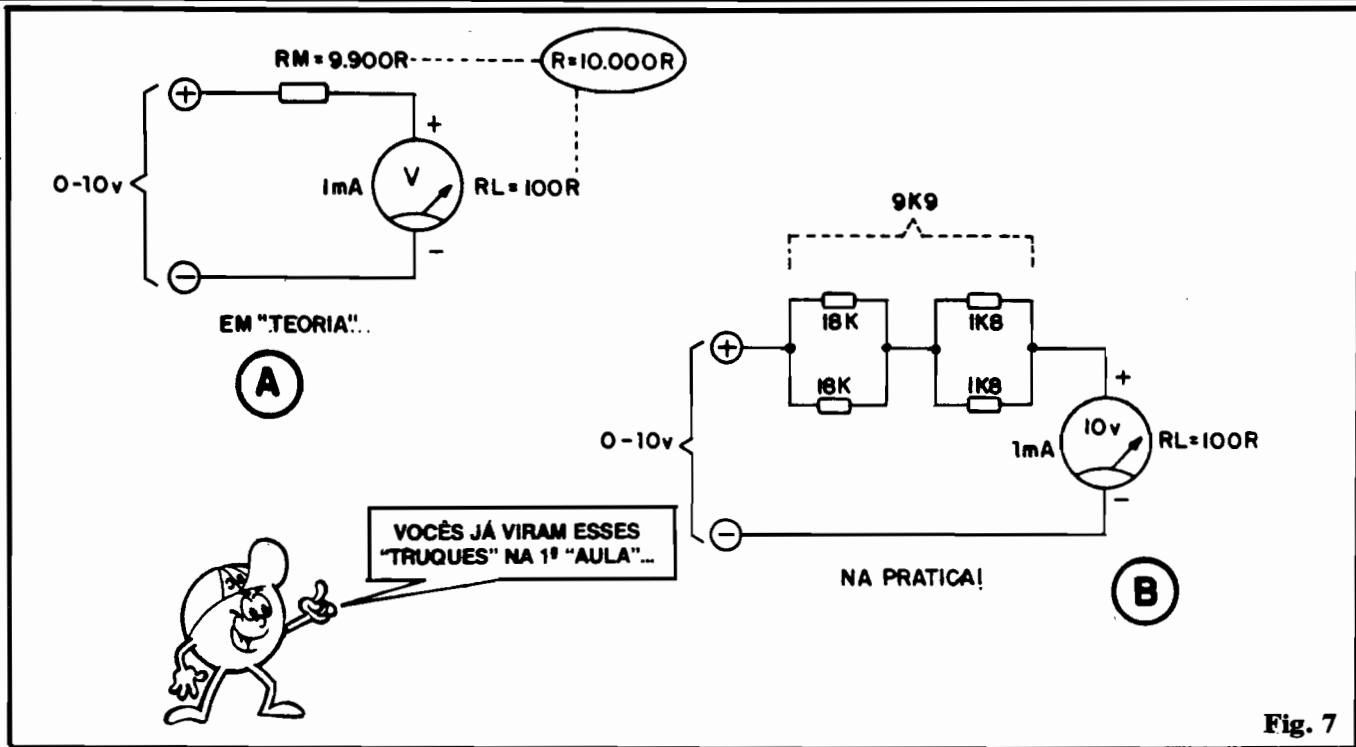 RM=9.900R
R=10.000R
+
+
0-10v
1mA
V
RL=100R
-
-
EM "TEORIA"...
A
9K9
18K
1K8
18K
1K8
+
+
0-10v
1mA
10v
RL=100R
-
-
VOCÊS JÁ VIRAM ESSES
"TRUQUES" NA 1ª "AULA"...
NA PRATICA!
B
Fig. 7